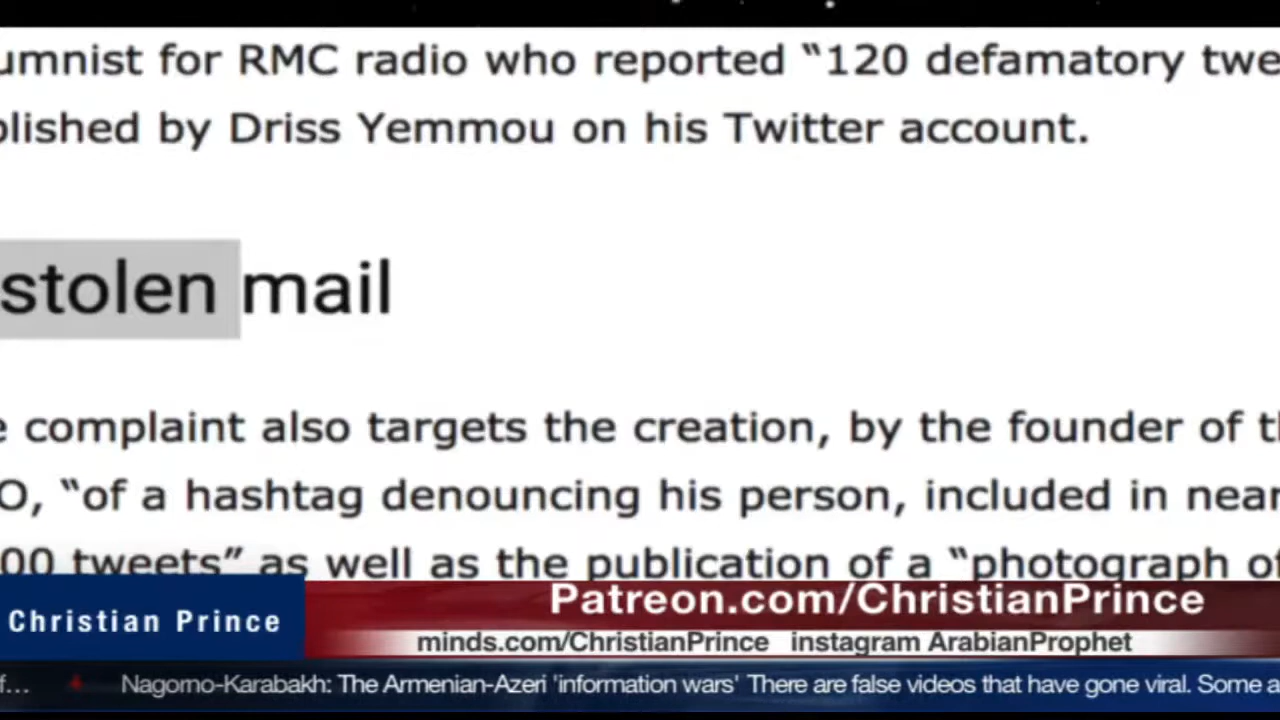 umnist for RMC radio who reported “120 defamatory twe
blished by Driss Yemmou on his Twitter account.
stolen mail
e complaint also targets the creation, by the founder of th
O, “of a hashtag denouncing his person, included in near
00 tweets” as well as the publication of a “photograph of
Christian Prince
Patreon.com/ChristianPrince
minds.com/ChristianPrince instagram ArabianProphet
f... Nagorno-Karabakh: The Armenian-Azeri 'information wars' There are false videos that have gone viral. Some a